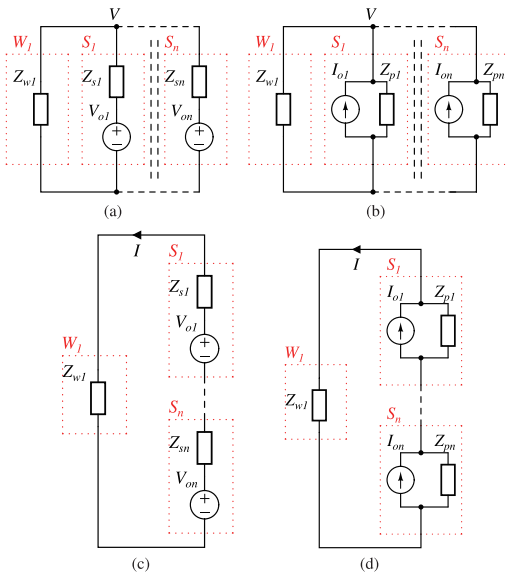 V
V
W1
S1
Sn
W1
S1
Sn
Zw1
Zs1
Zsn
Zw1
Io1
Zp1
Ion
Zpn
Vo1
Von
(a)
(b)
I
I
S1
S1
Zs1
Io1
Zp1
Vo1
W1
W1
Zw1
Zw1
Sn
Sn
Zsn
Ion
Zpn
Von
(c)
(d)